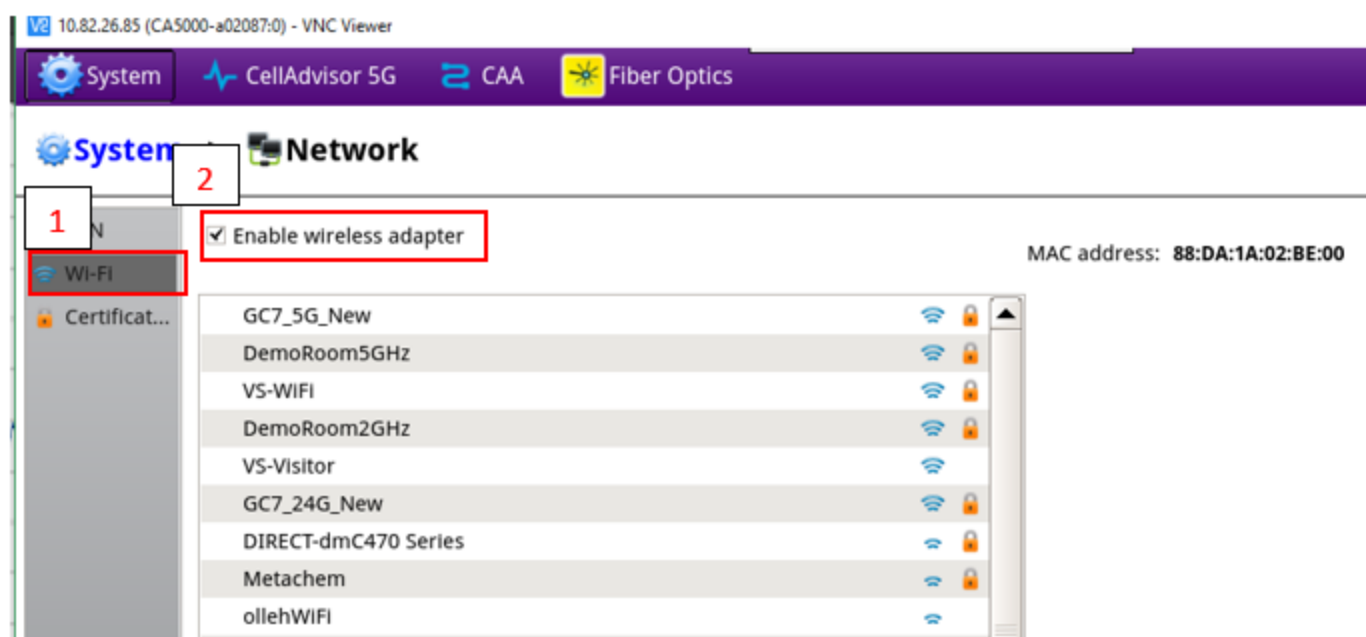 10.82.26.85 (CA5000-a02087:0) - VNC Viewer
System CellAdvisor 5G CAA Fiber Optics
System Network
2
1
Enable wireless adapter
MAC address: 88:DA:1A:02:BE:00
Wi-Fi
Certificat...
GC7_5G_New
DemoRoom5GHz
VS-WiFi
DemoRoom2GHz
VS-Visitor
GC7_24G_New
DIRECT-dmC470 Series
Metachem
ollehWiFi